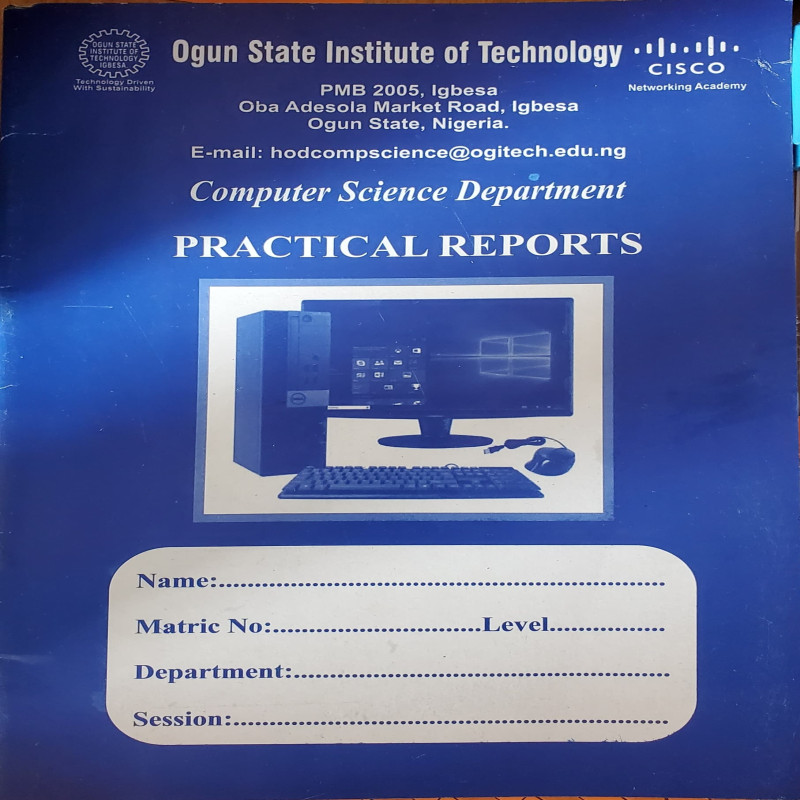 OGUN STATE
INSTITUTE OF
TECHNOLOGY
IGBESA
Technology Driven
With Sustainability
Ogun State Institute of Technology
CISCO
Networking Academy
PMB 2005, Igbesa
Oba Adesola Market Road, Igbesa
Ogun State, Nigeria.
E-mail: hodcompscience@ogitech.edu.ng
Computer Science Department
PRACTICAL REPORTS
Name:..............................................................
Matric No:.............................Level................
Department:....................................................
Session:............................................................